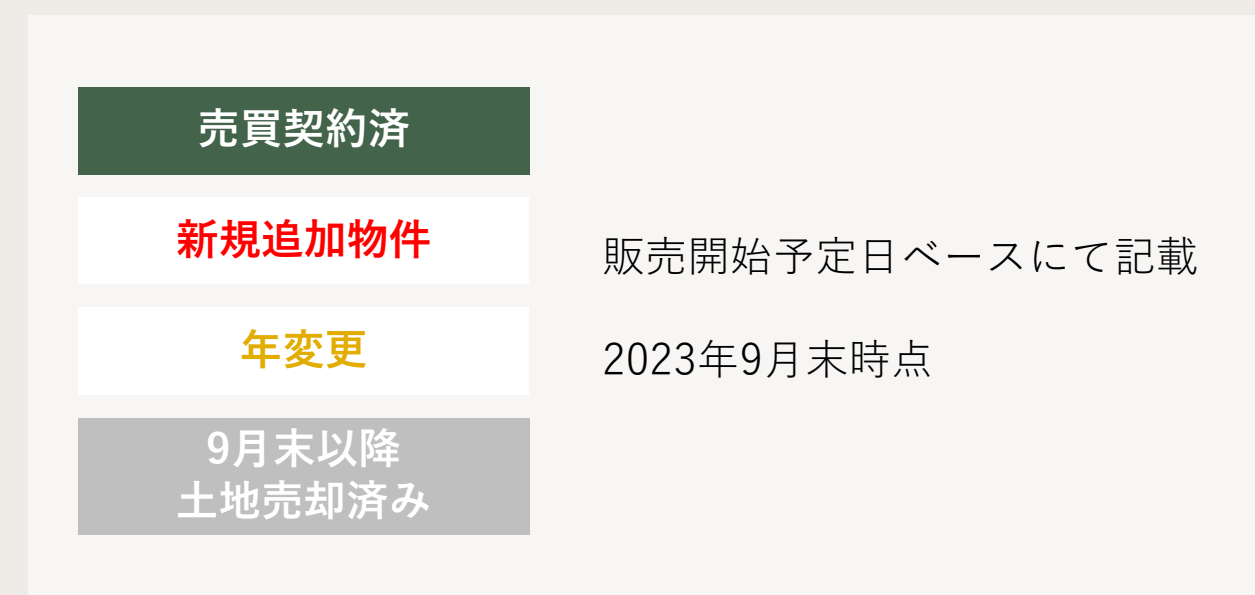 売買契約済
新規追加物件
年変更
9月末以降
土地売却済み
販売開始予定日ベースにて記載
2023年9月末時点